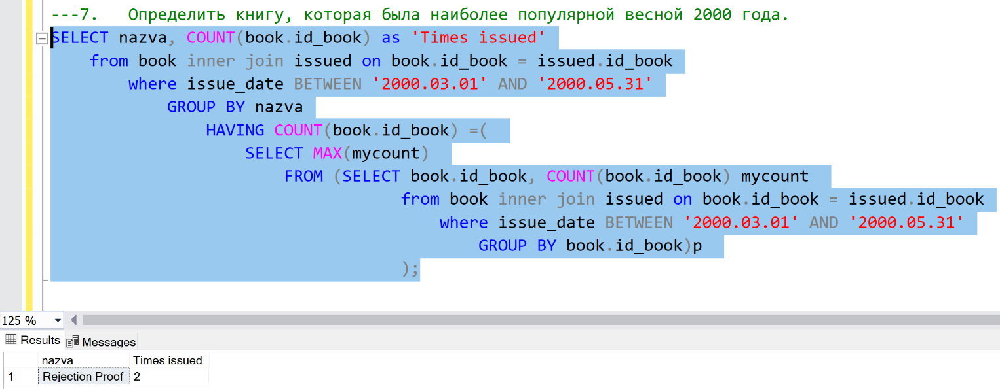 ---7.   Определить книгу, которая была наиболее популярной весной 2000 года.
SELECT nazva, COUNT(book.id_book) as 'Times issued'
from book inner join issued on book.id_book = issued.id_book
where issue_date BETWEEN '2000.03.01' AND '2000.05.31'
GROUP BY nazva
HAVING COUNT(book.id_book) =(
SELECT MAX(mycount)
FROM (SELECT book.id_book, COUNT(book.id_book) mycount
from book inner join issued on book.id_book = issued.id_book
where issue_date BETWEEN '2000.03.01' AND '2000.05.31'
GROUP BY book.id_book)p
);
125 %
Results Messages
nazva Times issued
1 Rejection Proof 2